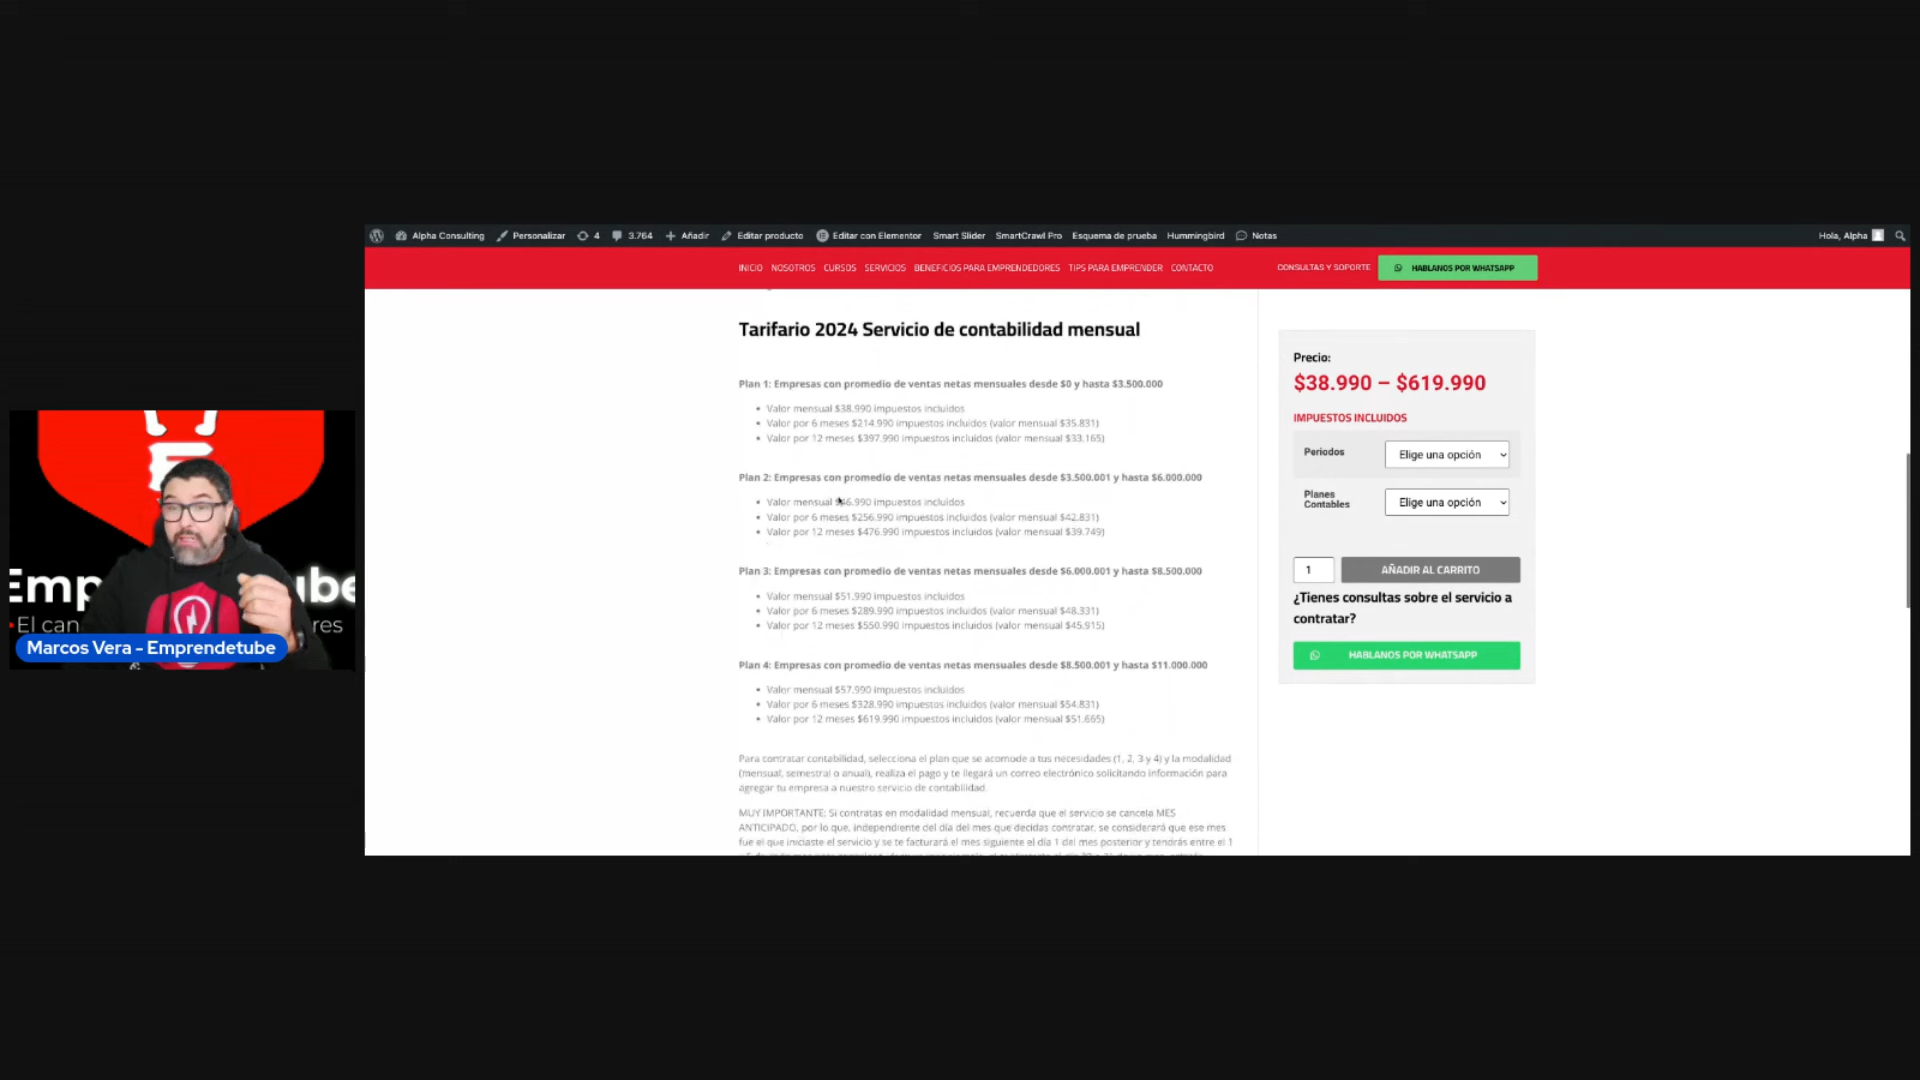 Alpha Consulting Personalizar 4 3.764 Añadir Editar producto Editar con Elementor Smart Slider SmartCrawl Pro Esquema de prueba Hummingbird Notas Hola, Alpha
INICIO NOSOTROS CURSOS SERVICIOS BENEFICIOS PARA EMPRENDEDORES TIPS PARA EMPRENDER CONTACTO CONSULTAS Y SOPORTE HABLANOS POR WHATSAPP
Tarifario 2024 Servicio de contabilidad mensual
Plan 1: Empresas con promedio de ventas netas mensuales desde $0 y hasta $3.500.000
• Valor mensual $38.990 impuestos incluidos
• Valor por 6 meses $214.990 impuestos incluidos (valor mensual $35.831)
• Valor por 12 meses $397.990 impuestos incluidos (valor mensual $33.165)
Plan 2: Empresas con promedio de ventas netas mensuales desde $3.500.001 y hasta $6.000.000
• Valor mensual $46.990 impuestos incluidos
• Valor por 6 meses $256.990 impuestos incluidos (valor mensual $42.831)
• Valor por 12 meses $476.990 impuestos incluidos (valor mensual $39.749)
Plan 3: Empresas con promedio de ventas netas mensuales desde $6.000.001 y hasta $8.500.000
• Valor mensual $51.990 impuestos incluidos
• Valor por 6 meses $289.990 impuestos incluidos (valor mensual $48.331)
• Valor por 12 meses $550.990 impuestos incluidos (valor mensual $45.915)
Plan 4: Empresas con promedio de ventas netas mensuales desde $8.500.001 y hasta $11.000.000
• Valor mensual $57.990 impuestos incluidos
• Valor por 6 meses $328.990 impuestos incluidos (valor mensual $54.831)
• Valor por 12 meses $619.990 impuestos incluidos (valor mensual $51.665)
Para contratar contabilidad, selecciona el plan que se acomode a tus necesidades (1, 2, 3 y 4) y la modalidad
(mensual, semestral o anual), realiza el pago y te llegará un correo electrónico solicitando información para
agregar tu empresa a nuestro servicio de contabilidad.
MUY IMPORTANTE: Si contratas en modalidad mensual, recuerda que el servicio se cancela MES
ANTICIPADO, por lo que, independiente del día del mes que decidas contratar, se considerará que ese mes
fue el que iniciaste el servicio y se te facturará el mes siguiente el día 1 del mes posterior y tendrás entre el 1
Precio:
$38.990 – $619.990
IMPUESTOS INCLUIDOS
Periodos Elige una opción
Planes Contables Elige una opción
1 AÑADIR AL CARRITO
¿Tienes consultas sobre el servicio a
contratar?
HABLANOS POR WHATSAPP
E
Emp ube
El can res
Marcos Vera - Emprendetube